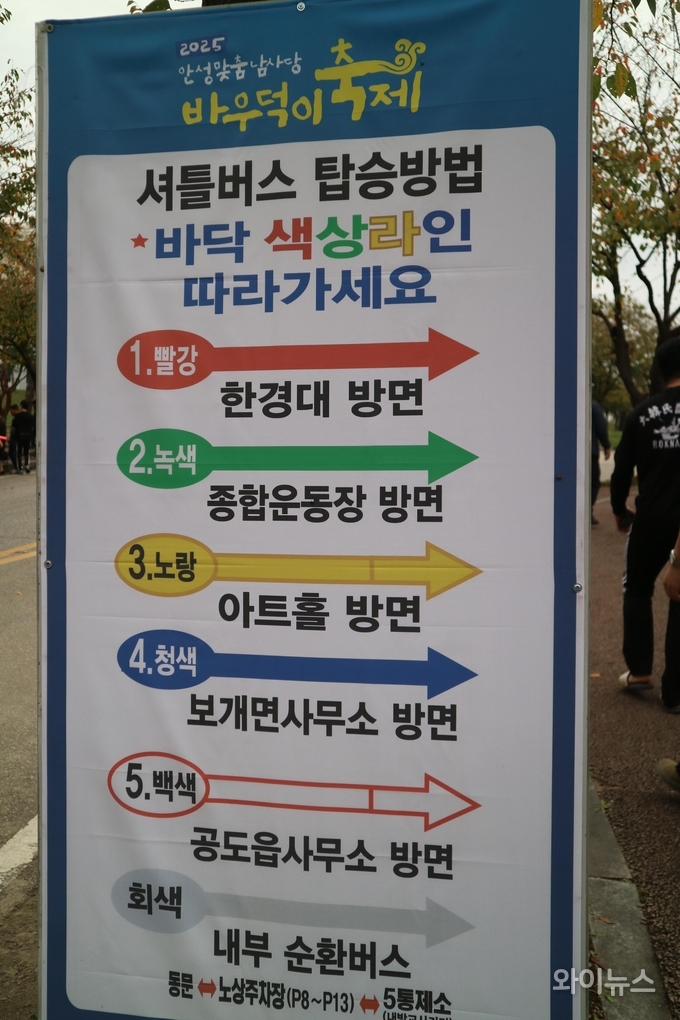 2025
안성맞춤남사당
바우덕이 축제
셔틀버스 탑승방법
★바닥 색상라인
따라가세요
1.빨강
한경대 방면
2.녹색
종합운동장 방면
3.노랑
아트홀 방면
4.청색
보개면사무소 방면
5.백색
공도읍사무소 방면
회색
내부 순환버스
동문 ↔ 노상주차장(P8~P13) ↔ 5통제소
ROKNA
와이뉴스